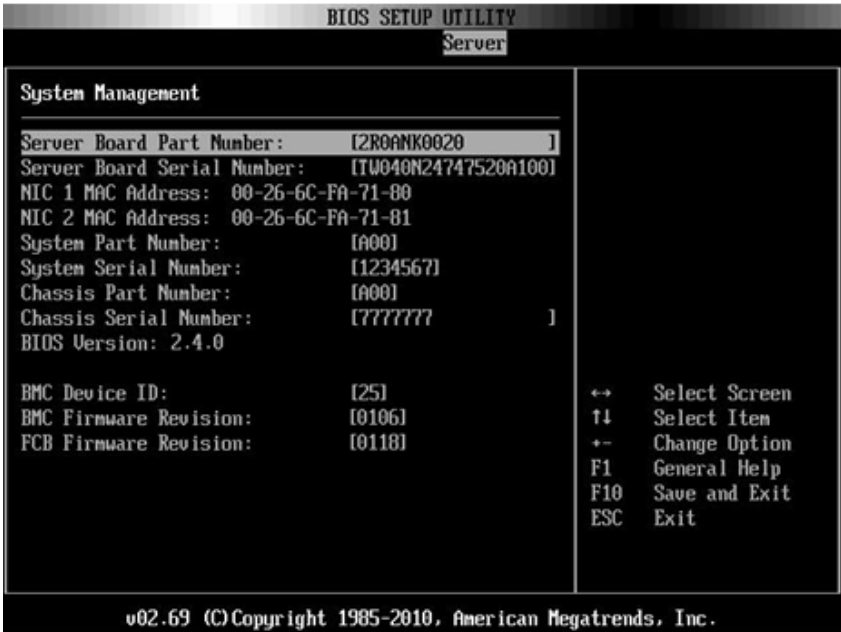 BIOS SETUP UTILITY
Server
System Management
Server Board Part Number: [2R0ANK0020 ]
Server Board Serial Number: [TW040N24747520A100]
NIC 1 MAC Address: 00-26-6C-FA-71-80
NIC 2 MAC Address: 00-26-6C-FA-71-81
System Part Number: [A00]
System Serial Number: [1234567]
Chassis Part Number: [A00]
Chassis Serial Number: [7777777 ]
BIOS Version: 2.4.0
BMC Device ID: [25]
BMC Firmware Revision: [0106]
FCB Firmware Revision: [0118]
↔ Select Screen
↑↓ Select Item
+- Change Option
F1 General Help
F10 Save and Exit
ESC Exit
v02.69 (C)Copyright 1985-2010, American Megatrends, Inc.